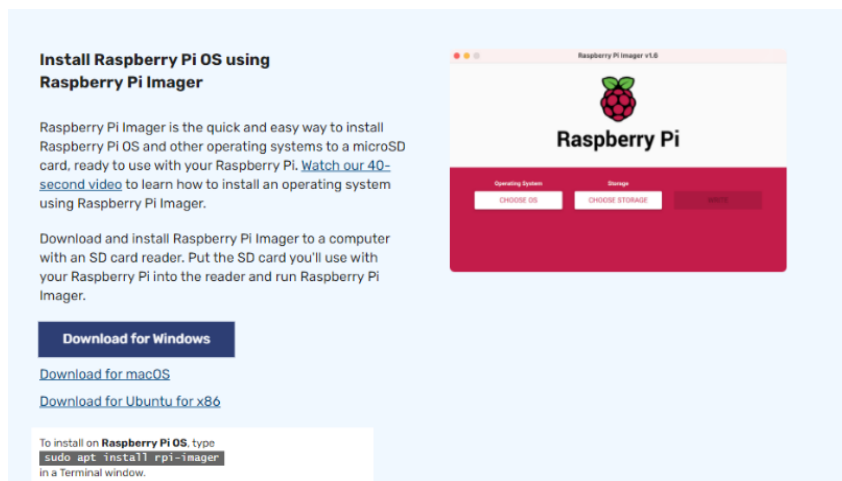 Install Raspberry Pi OS using
Raspberry Pi Imager
Raspberry Pi Imager is the quick and easy way to install
Raspberry Pi OS and other operating systems to a microSD
card, ready to use with your Raspberry Pi. Watch our 40-
second video to learn how to install an operating system
using Raspberry Pi Imager.
Download and install Raspberry Pi Imager to a computer
with an SD card reader. Put the SD card you'll use with
your Raspberry Pi into the reader and run Raspberry Pi
Imager.
Download for Windows
Download for macOS
Download for Ubuntu for x86
To install on Raspberry Pi OS, type
sudo apt install rpi-imager
in a Terminal window.
Raspberry Pi Imager v1.6
Raspberry Pi
Operating System
Storage
CHOOSE OS
CHOOSE STORAGE
WRITE